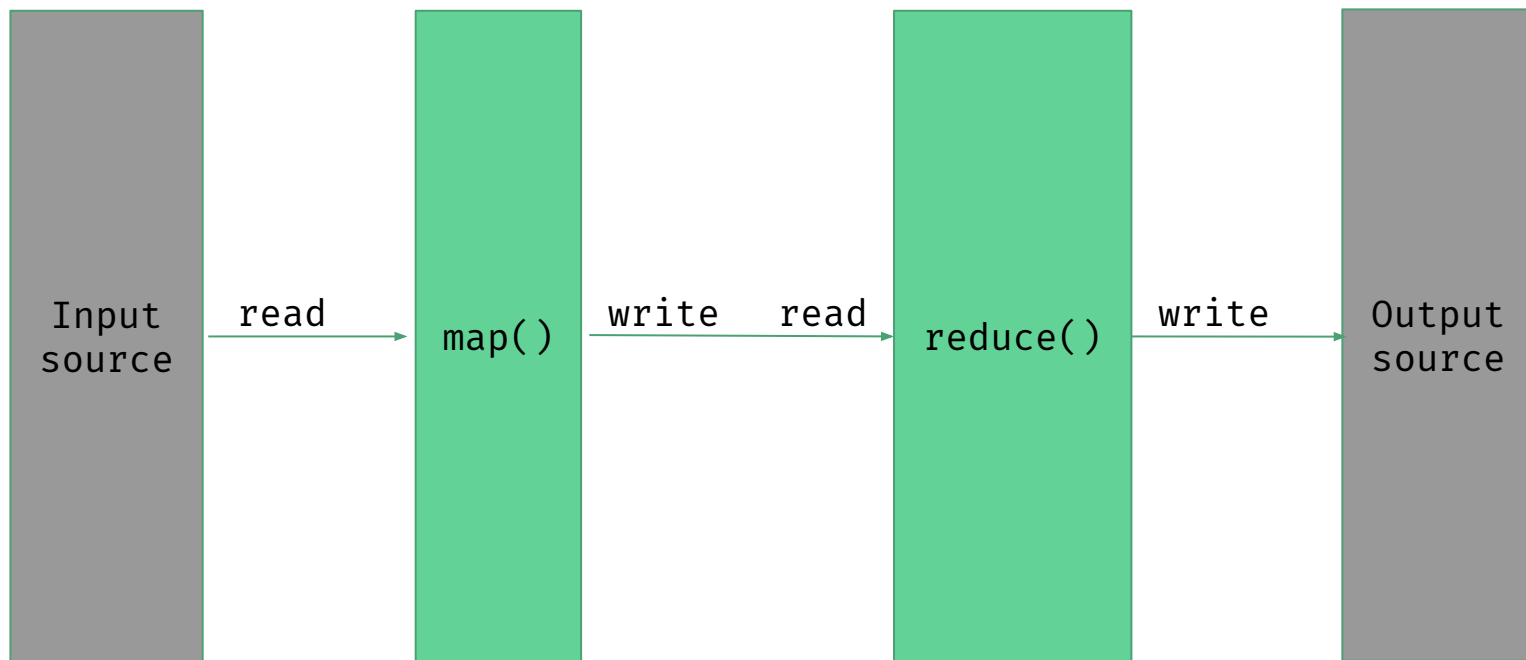 Input
source
read
map()
write
read
reduce()
write
Output
source